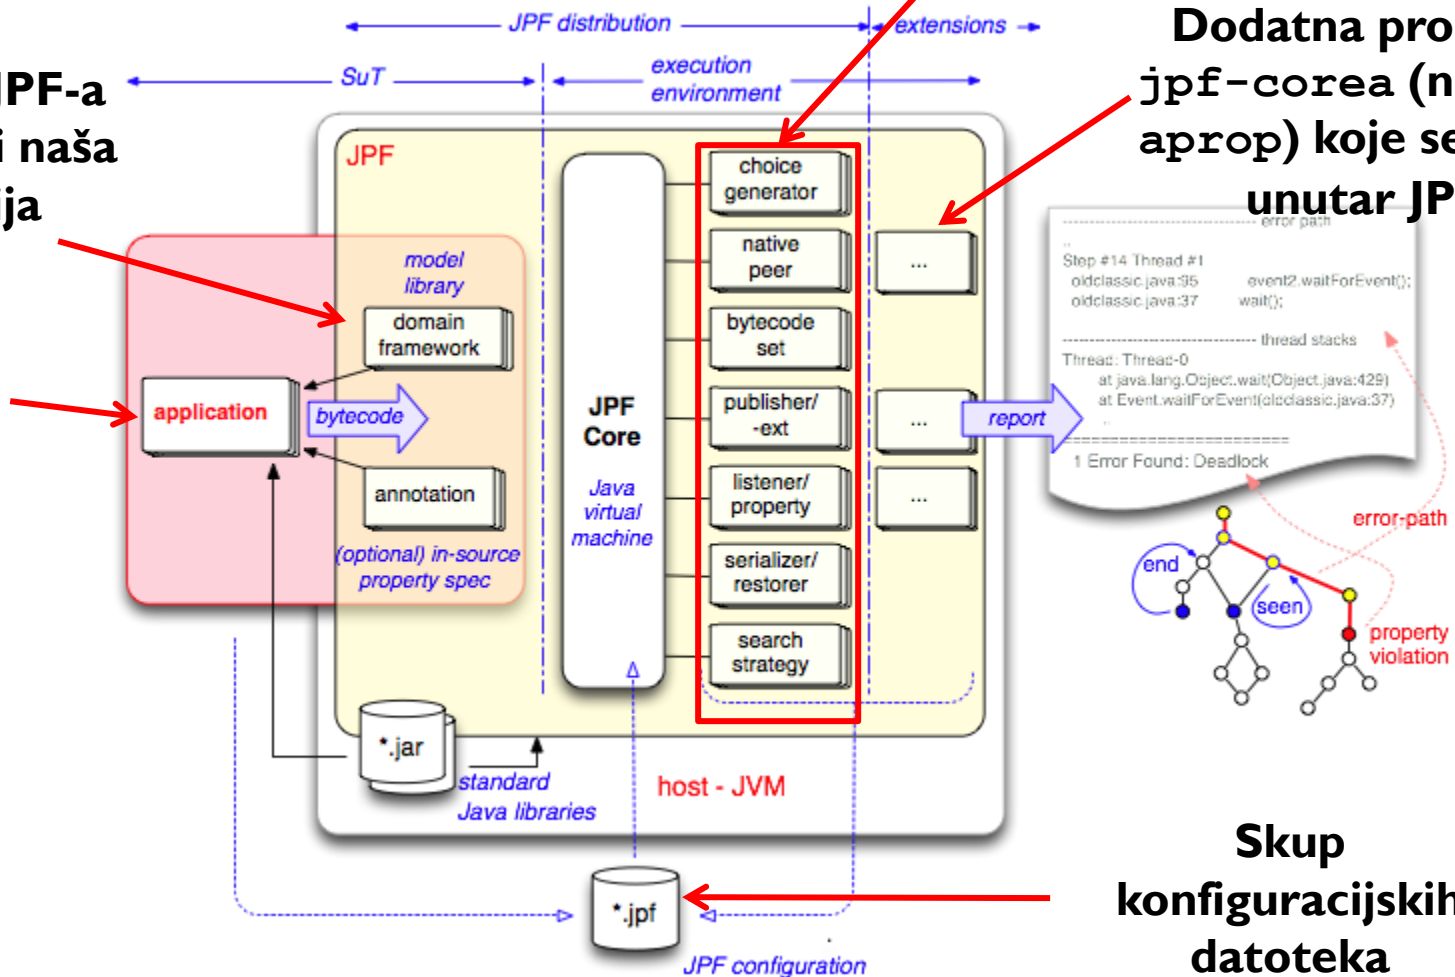 JPF distribution
extensions
Dodatna
jpf-corea
aprop) koje se
unutar
SuT
execution
environment
JPF-a
i naša
JPF
choice
generator
native
peer
bytecode
set
publisher/
-ext
listener/
property
serializer/
restorer
search
strategy
...
...
...
model
library
domain
framework
application
bytecode
annotation
(optional) in-source
property spec
JPF
Core
Java
virtual
machine
report
error path
..
Step #14 Thread #1
oldclassic.java:95 event2.waitForEvent();
oldclassic.java:37 wait();
thread stacks
Thread: Thread-0
at java.lang.Object.wait(Object.java:429)
at Event.waitForEvent(oldclassic.java:37)
..
1 Error Found: Deadlock
error-path
end
seen
property
violation
*.jar
standard
Java libraries
host - JVM
*.jpf
JPF configuration
Skup
konfiguracijskih
datoteka